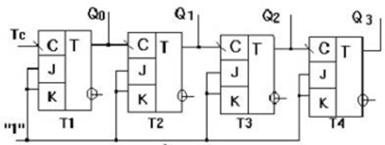 Q0 Q1 Q2 Q3
Tc C T C T C T C T
J J J J
K K K K
"1" T1 T2 T3 T4